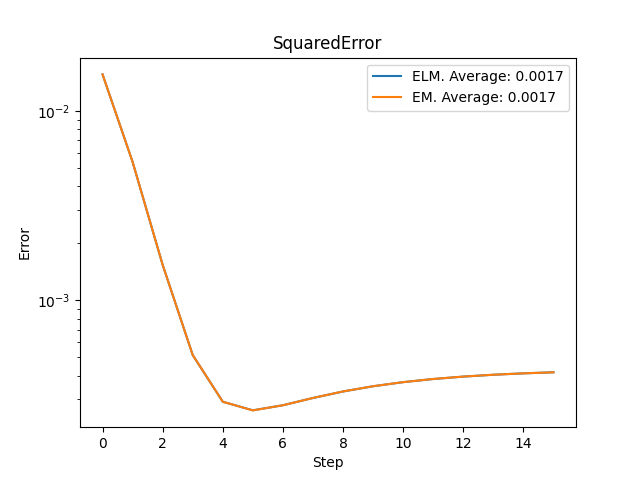 SquaredError
ELM. Average: 0.0017
EM. Average: 0.0017
Error
10⁻²
10⁻³
0 2 4 6 8 10 12 14
Step